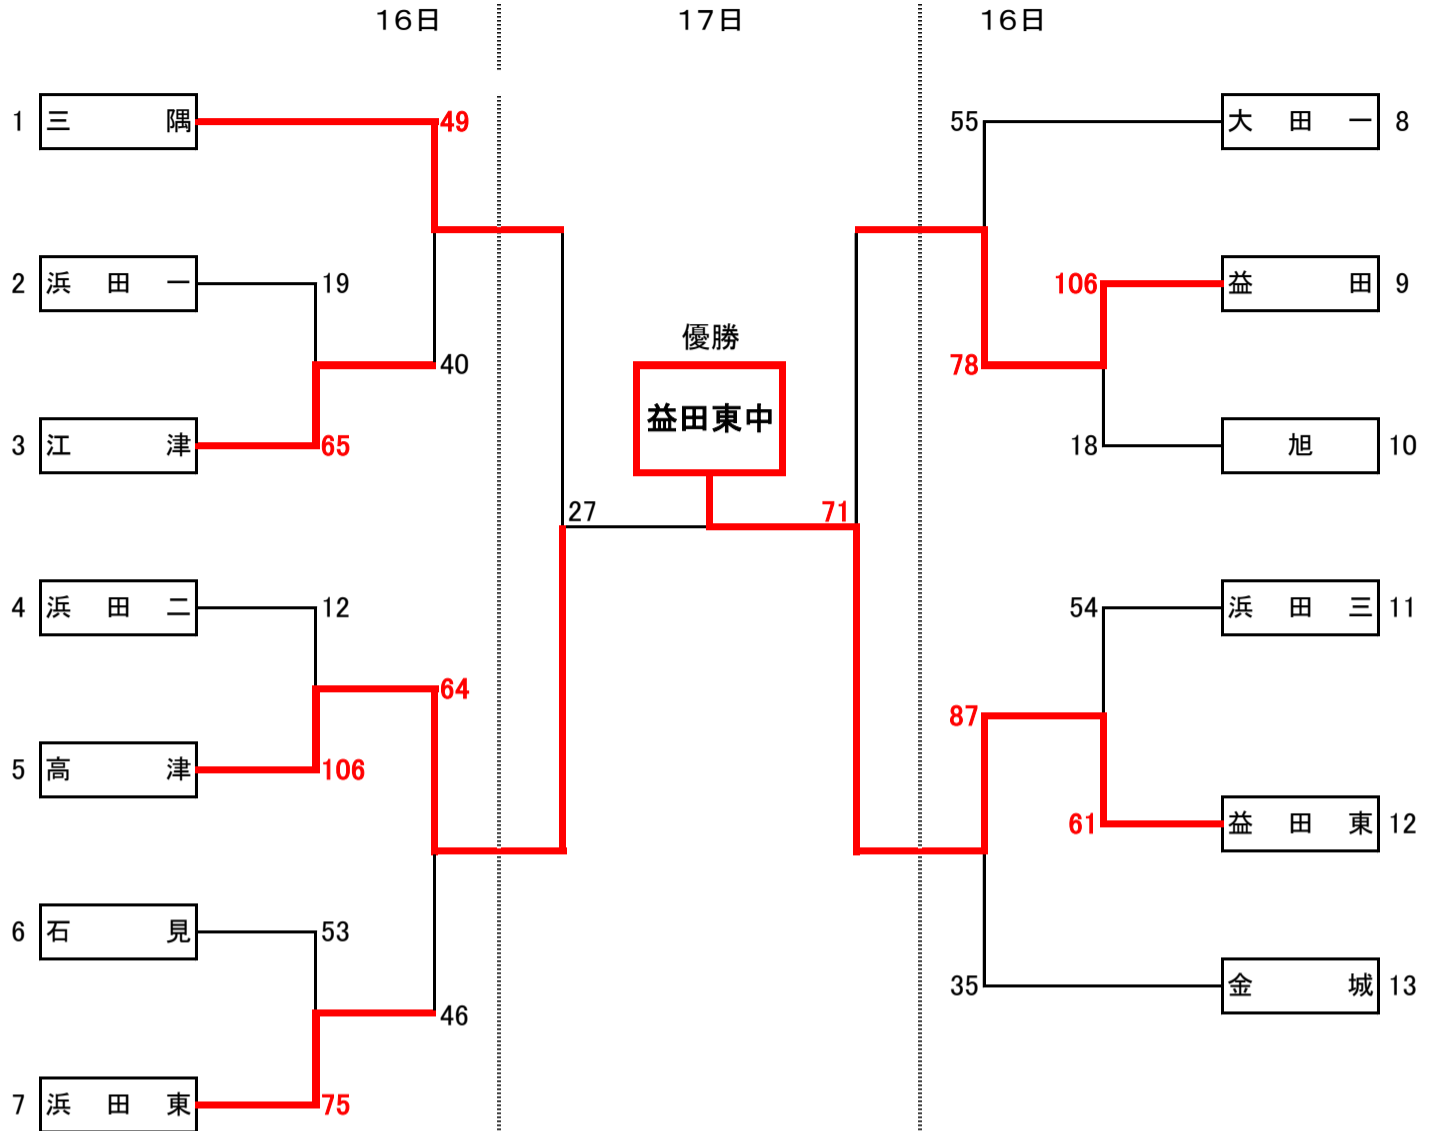 16日 17日 16日
1 三隅 49 55 大田一 8
2 浜田一 19 106 益田 9
優勝
40 78
益田東中
3 江津 65 18 旭 10
27 71
4 浜田二 12 54 浜田三 11
64 87
5 高津 106
61 益田東 12
6 石見 53
35 金城 13
46
7 浜田東 75